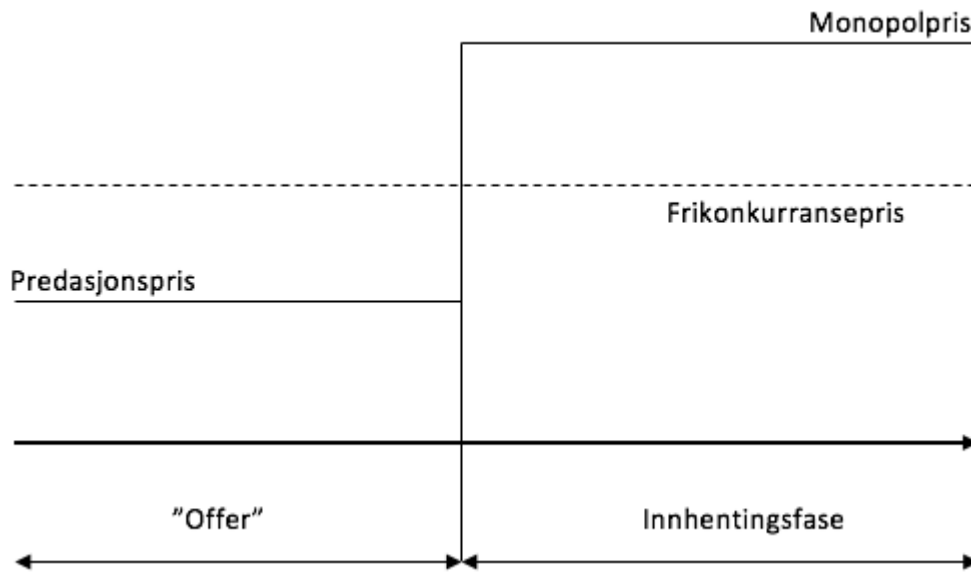 Monopolpris
Frikonkurransepris
Predasjonspris
”Offer”
Innhentingsfase